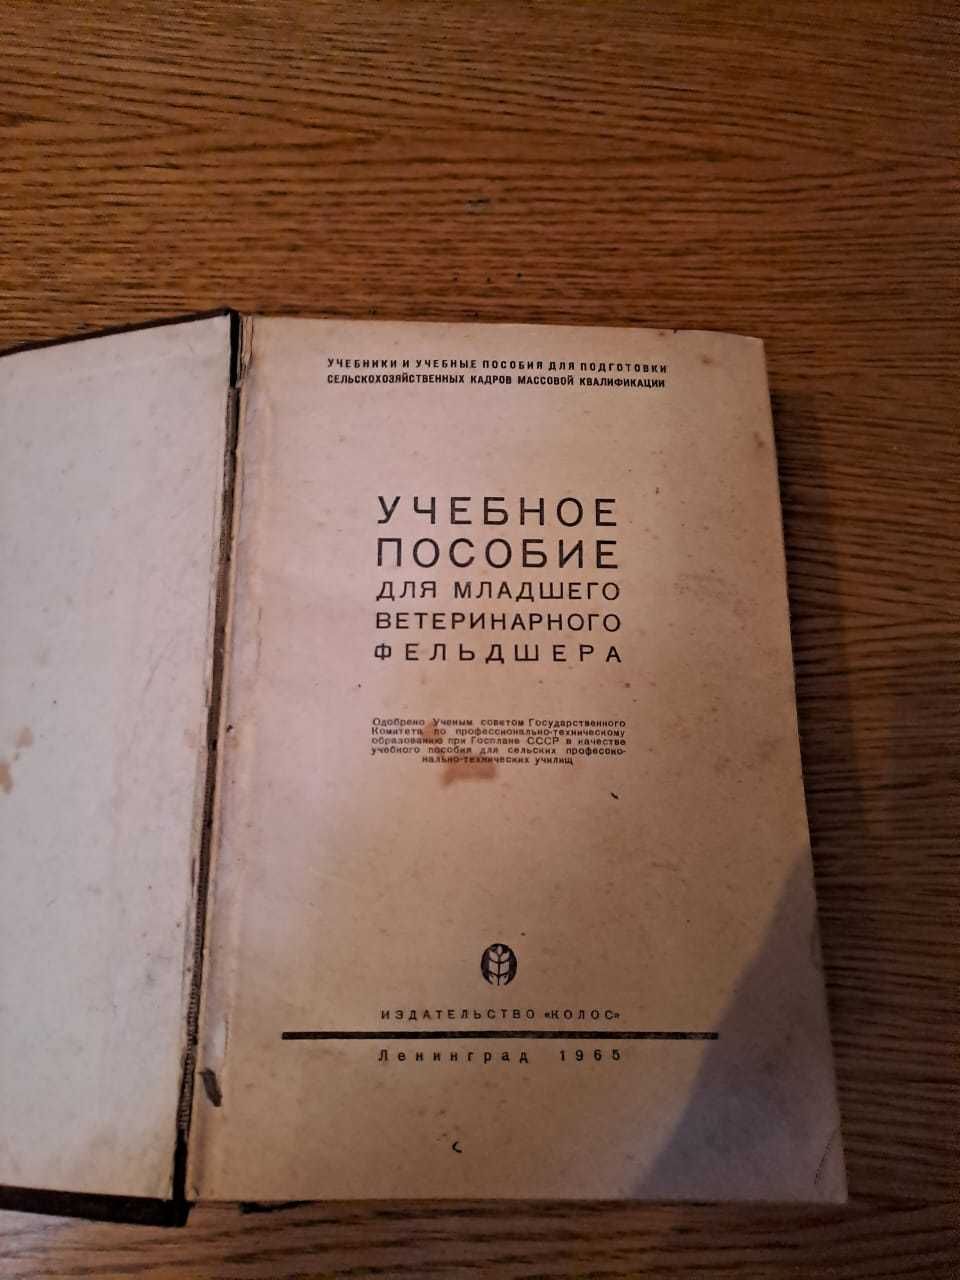 УЧЕБНИКИ И УЧЕБНЫЕ ПОСОБИЯ ДЛЯ ПОДГОТОВКИ
СЕЛЬСКОХОЗЯЙСТВЕННЫХ КАДРОВ МАССОВОЙ КВАЛИФИКАЦИИ
УЧЕБНОЕ
ПОСОБИЕ
ДЛЯ МЛАДШЕГО
ВЕТЕРИНАРНОГО
ФЕЛЬДШЕРА
Одобрено Ученым советом Государственного
Комитета по профессионально-техническому
образованию при Госплане СССР в качестве
учебного пособия для сельских професcио-
нально-технических училищ
ИЗДАТЕЛЬСТВО «КОЛОС»
Ленинград 1965